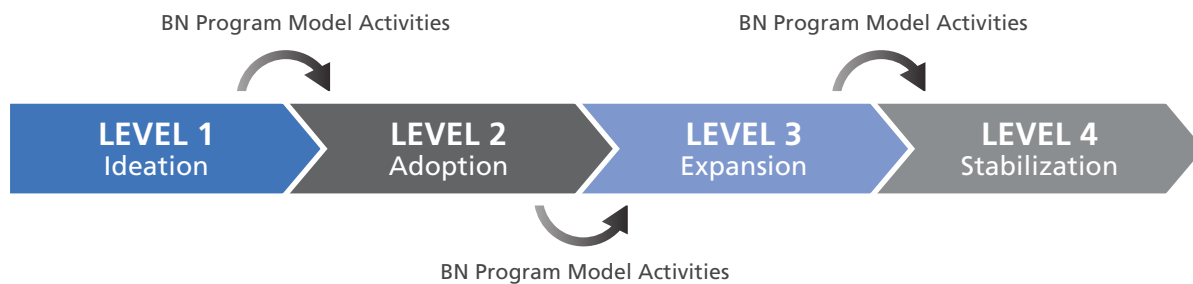 BN Program Model Activities
BN Program Model Activities
LEVEL 1
Ideation
LEVEL 2
Adoption
LEVEL 3
Expansion
LEVEL 4
Stabilization
BN Program Model Activities